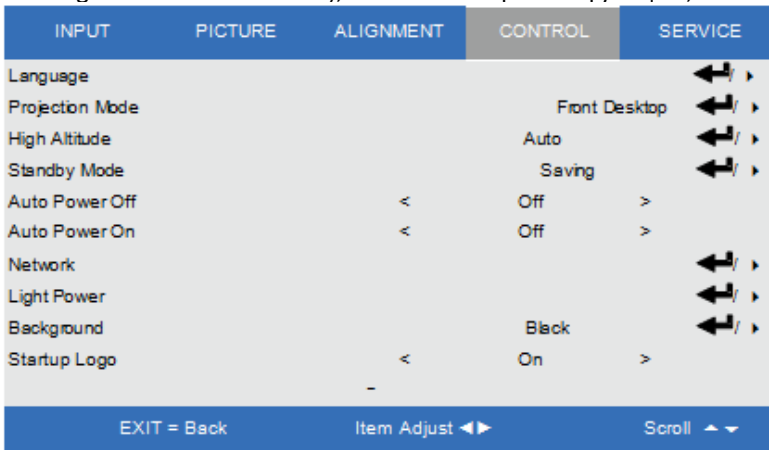 INPUT PICTURE ALIGNMENT CONTROL SERVICE
Language /
Projection Mode Front Desktop /
High Altitude Auto /
Standby Mode Saving /
Auto Power Off < Off >
Auto Power On < Off >
Network /
Light Power /
Background Black /
Startup Logo < On >
EXIT = Back Item Adjust Scroll